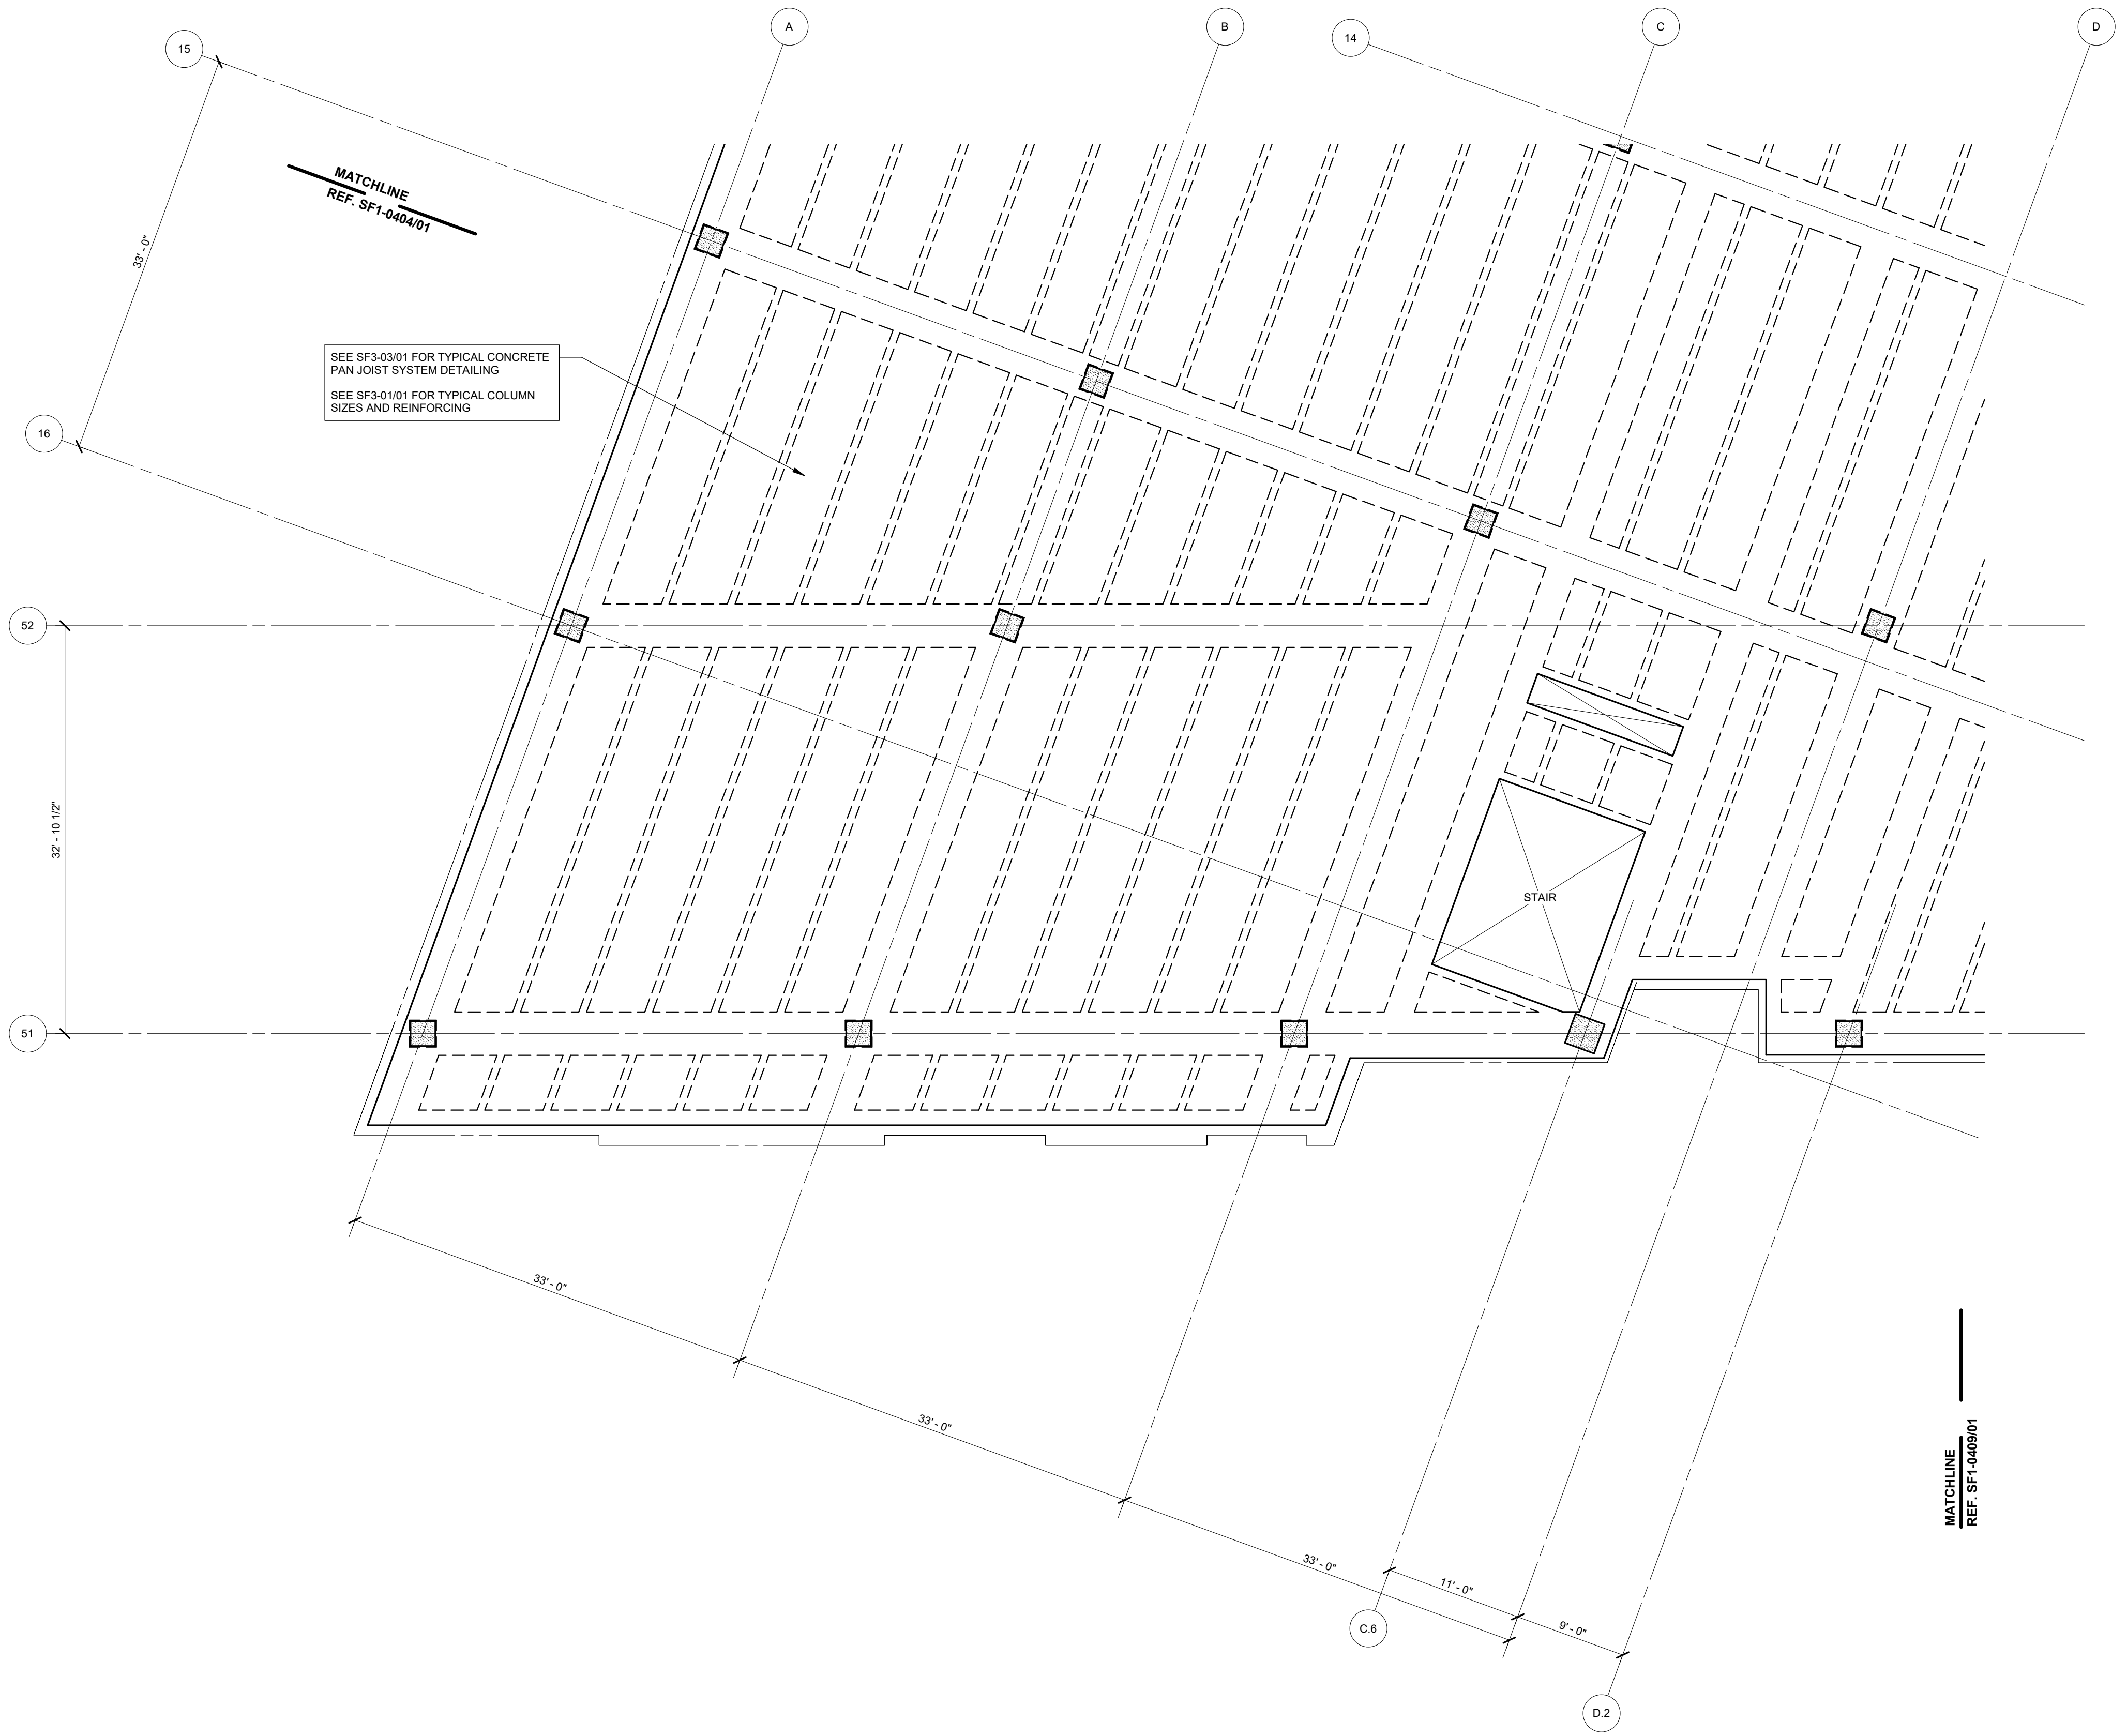 A
B
14
C
D
15
MATCHLINE
REF. SF1-0404/01
33' - 0"
SEE SF3-03/01 FOR TYPICAL CONCRETE
PAN JOIST SYSTEM DETAILING
SEE SF3-01/01 FOR TYPICAL COLUMN
SIZES AND REINFORCING
16
52
32' - 10 1/2"
STAIR
51
33' - 0"
33' - 0"
33' - 0"
11' - 0"
9' - 0"
C.6
D.2
MATCHLINE
REF. SF1-0409/01